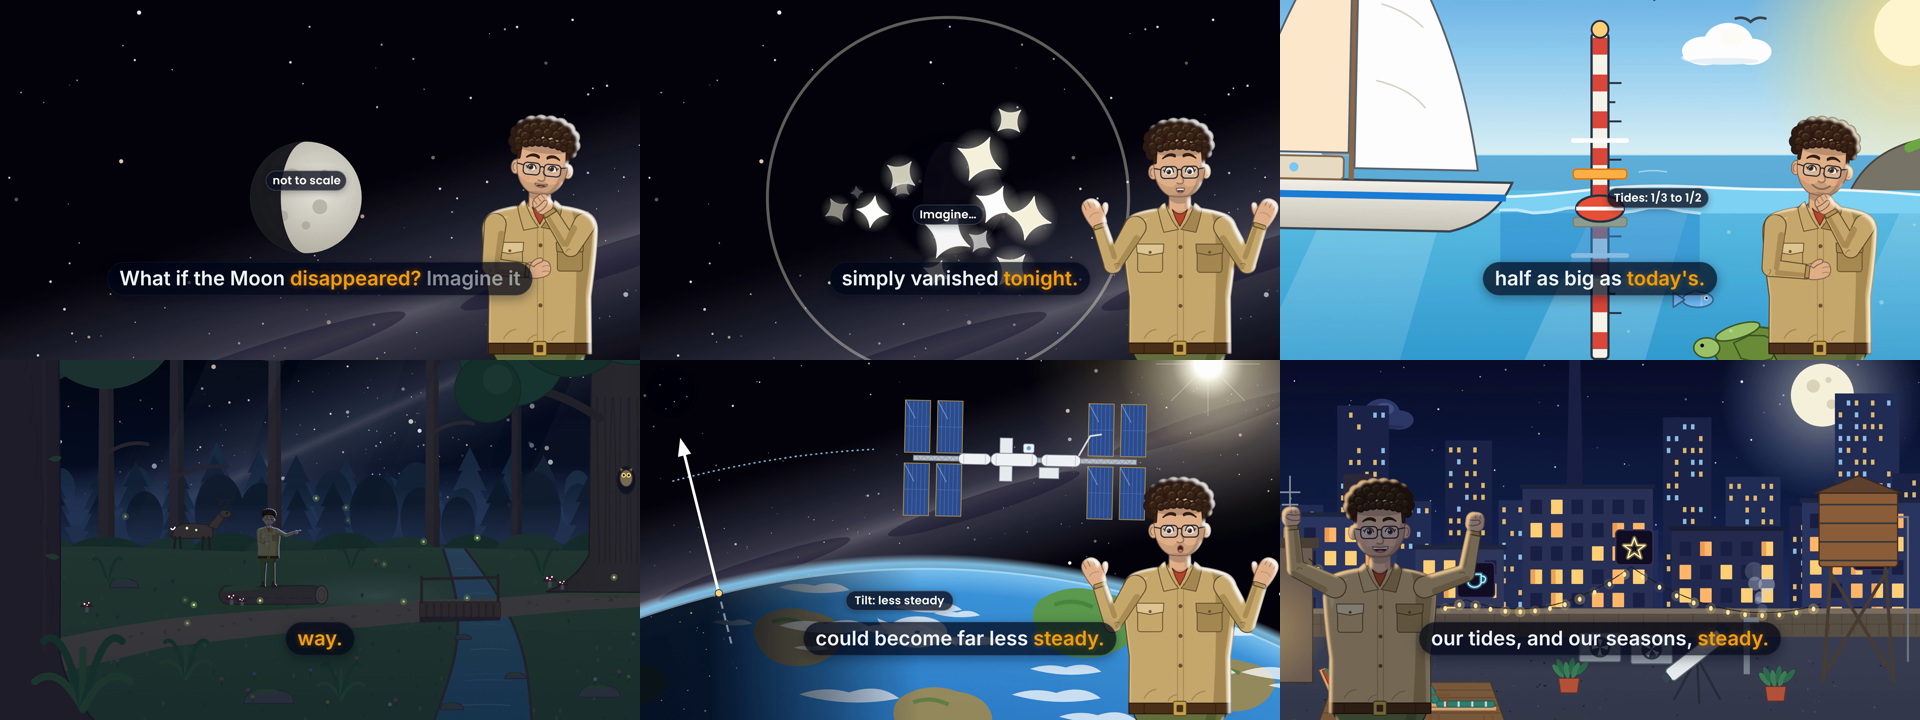 not to scale
What if the Moon disappeared? Imagine it
Imagine...
simply vanished tonight.
Tides: 1/3 to 1/2
half as big as today's.
way.
Tilt: less steady
could become far less steady.
our tides, and our seasons, steady.